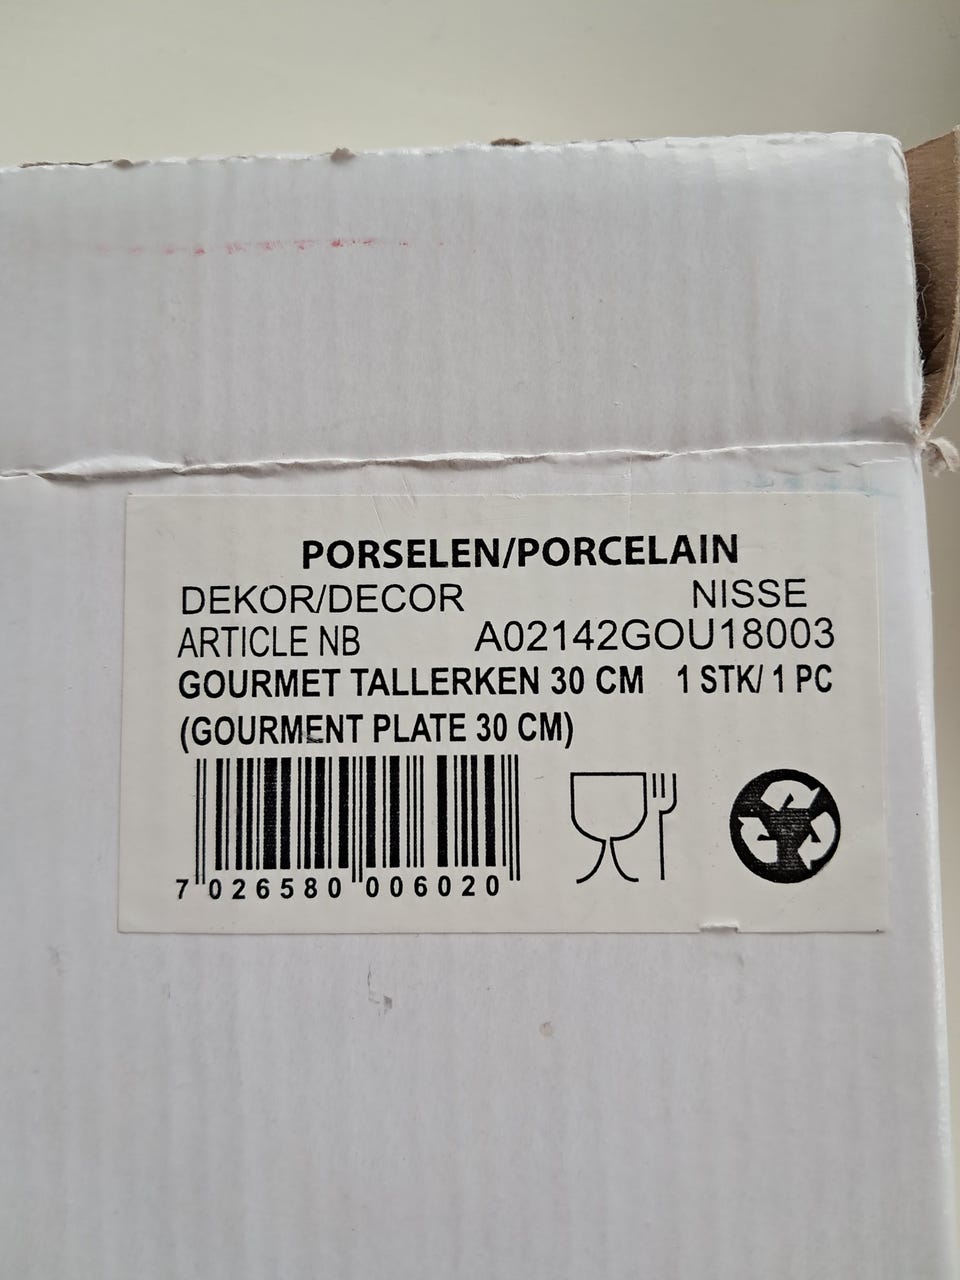 PORSELEN/PORCELAIN
DEKOR/DECOR NISSE
ARTICLE NB A02142GOU18003
GOURMET TALLERKEN 30 CM 1 STK/ 1 PC
(GOURMENT PLATE 30 CM)
7 026580 006020